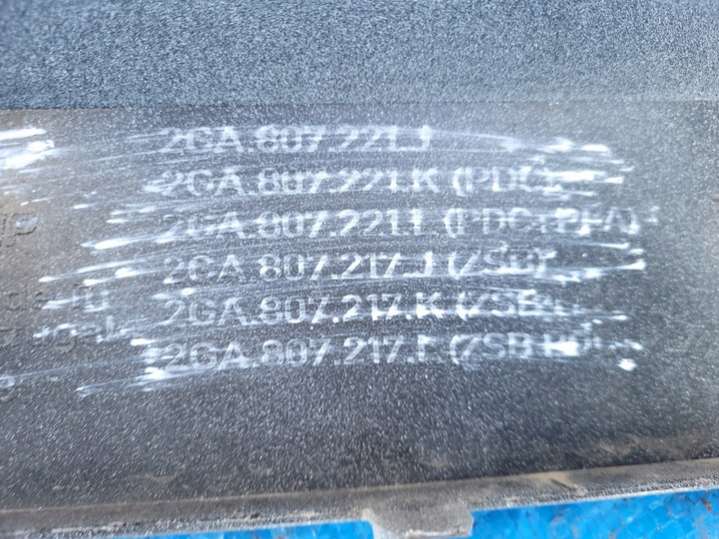 2GA.807.221.J
2GA.807.221.K (PDC)
2GA.807.221.L (PDC+PLA)
2GA.807.217.J (ZSB)
2GA.807.217.K (ZSB+
2GA.807.217.L (ZSB+